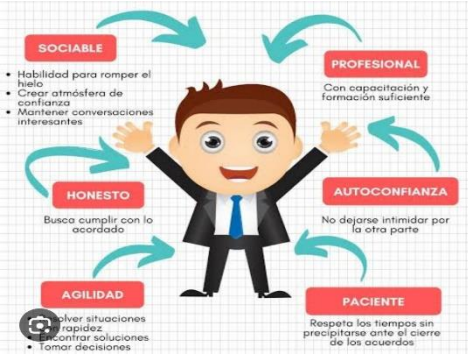 SOCIABLE
• Habilidad para romper el
hielo
• Crear atmósfera de
confianza
• Mantener conversaciones
interesantes
PROFESIONAL
Con capacitación y
formación suficiente
HONESTO
Busca cumplir con lo
acordado
AUTOCONFIANZA
No dejarse intimidar por
la otra parte
AGILIDAD
situaciones
rapidez
Encontrar soluciones
• Tomar decisiones
PACIENTE
Respeta los tiempos sin
precipitarse ante el cierre
de los acuerdos